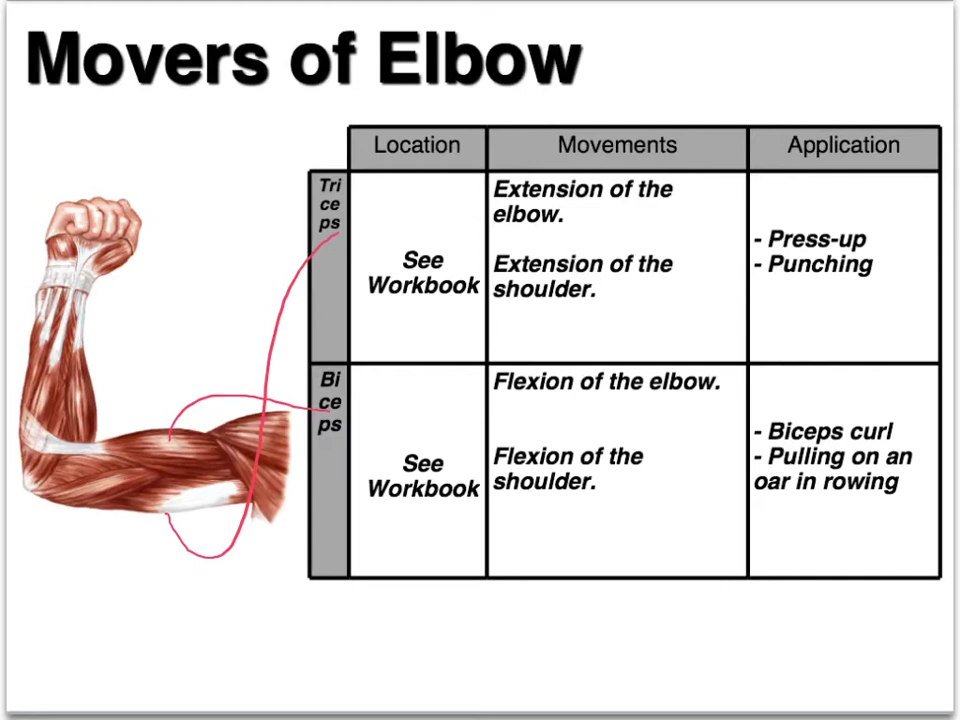 Movers of Elbow
Location
Movements
Application
Tri
ce
ps
See
Workbook
Extension of the
elbow.
Extension of the
shoulder.
- Press-up
- Punching
Bi
ce
ps
See
Workbook
Flexion of the elbow.
Flexion of the
shoulder.
- Biceps curl
- Pulling on an
oar in rowing